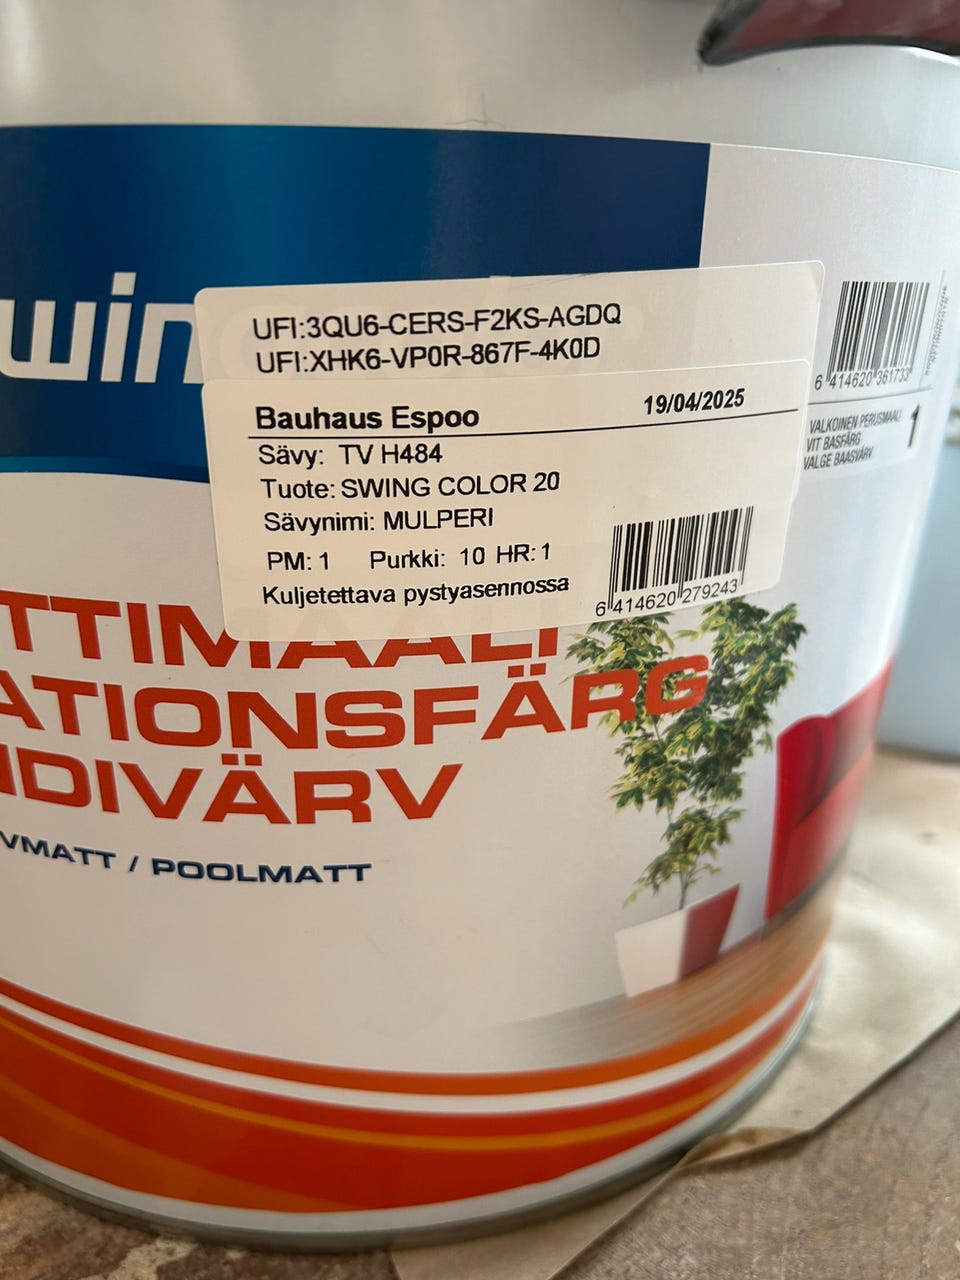 win
UFI:3QU6-CERS-F2KS-AGDQ
UFI:XHK6-VP0R-867F-4K0D
Bauhaus Espoo 19/04/2025
Sävy: TV H484
Tuote: SWING COLOR 20
Sävynimi: MULPERI
PM: 1 Purkki: 10 HR: 1
Kuljetettava pystyasennossa
6 414620 279243
6 414620 361733
VALKOINEN PERUSMAALI
VIT BASFÄRG
VALGE BAASVÄRV
1
TTIMAALI
ATIONSFÄRG
IDIVÄRV
VMATT / POOLMATT